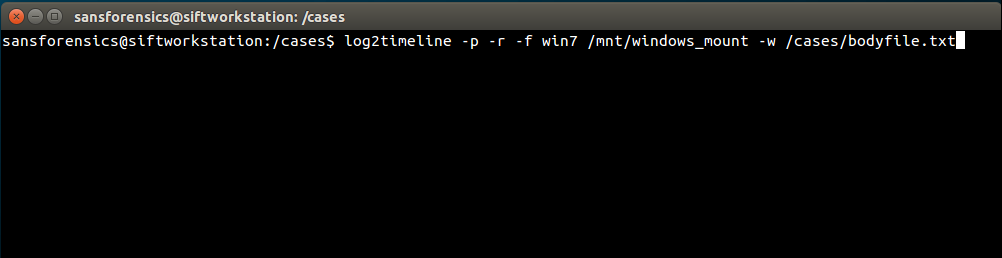 sansforensics@siftworkstation: /cases
sansforensics@siftworkstation:/cases$ log2timeline -p -r -f win7 /mnt/windows_mount -w /cases/bodyfile.txt